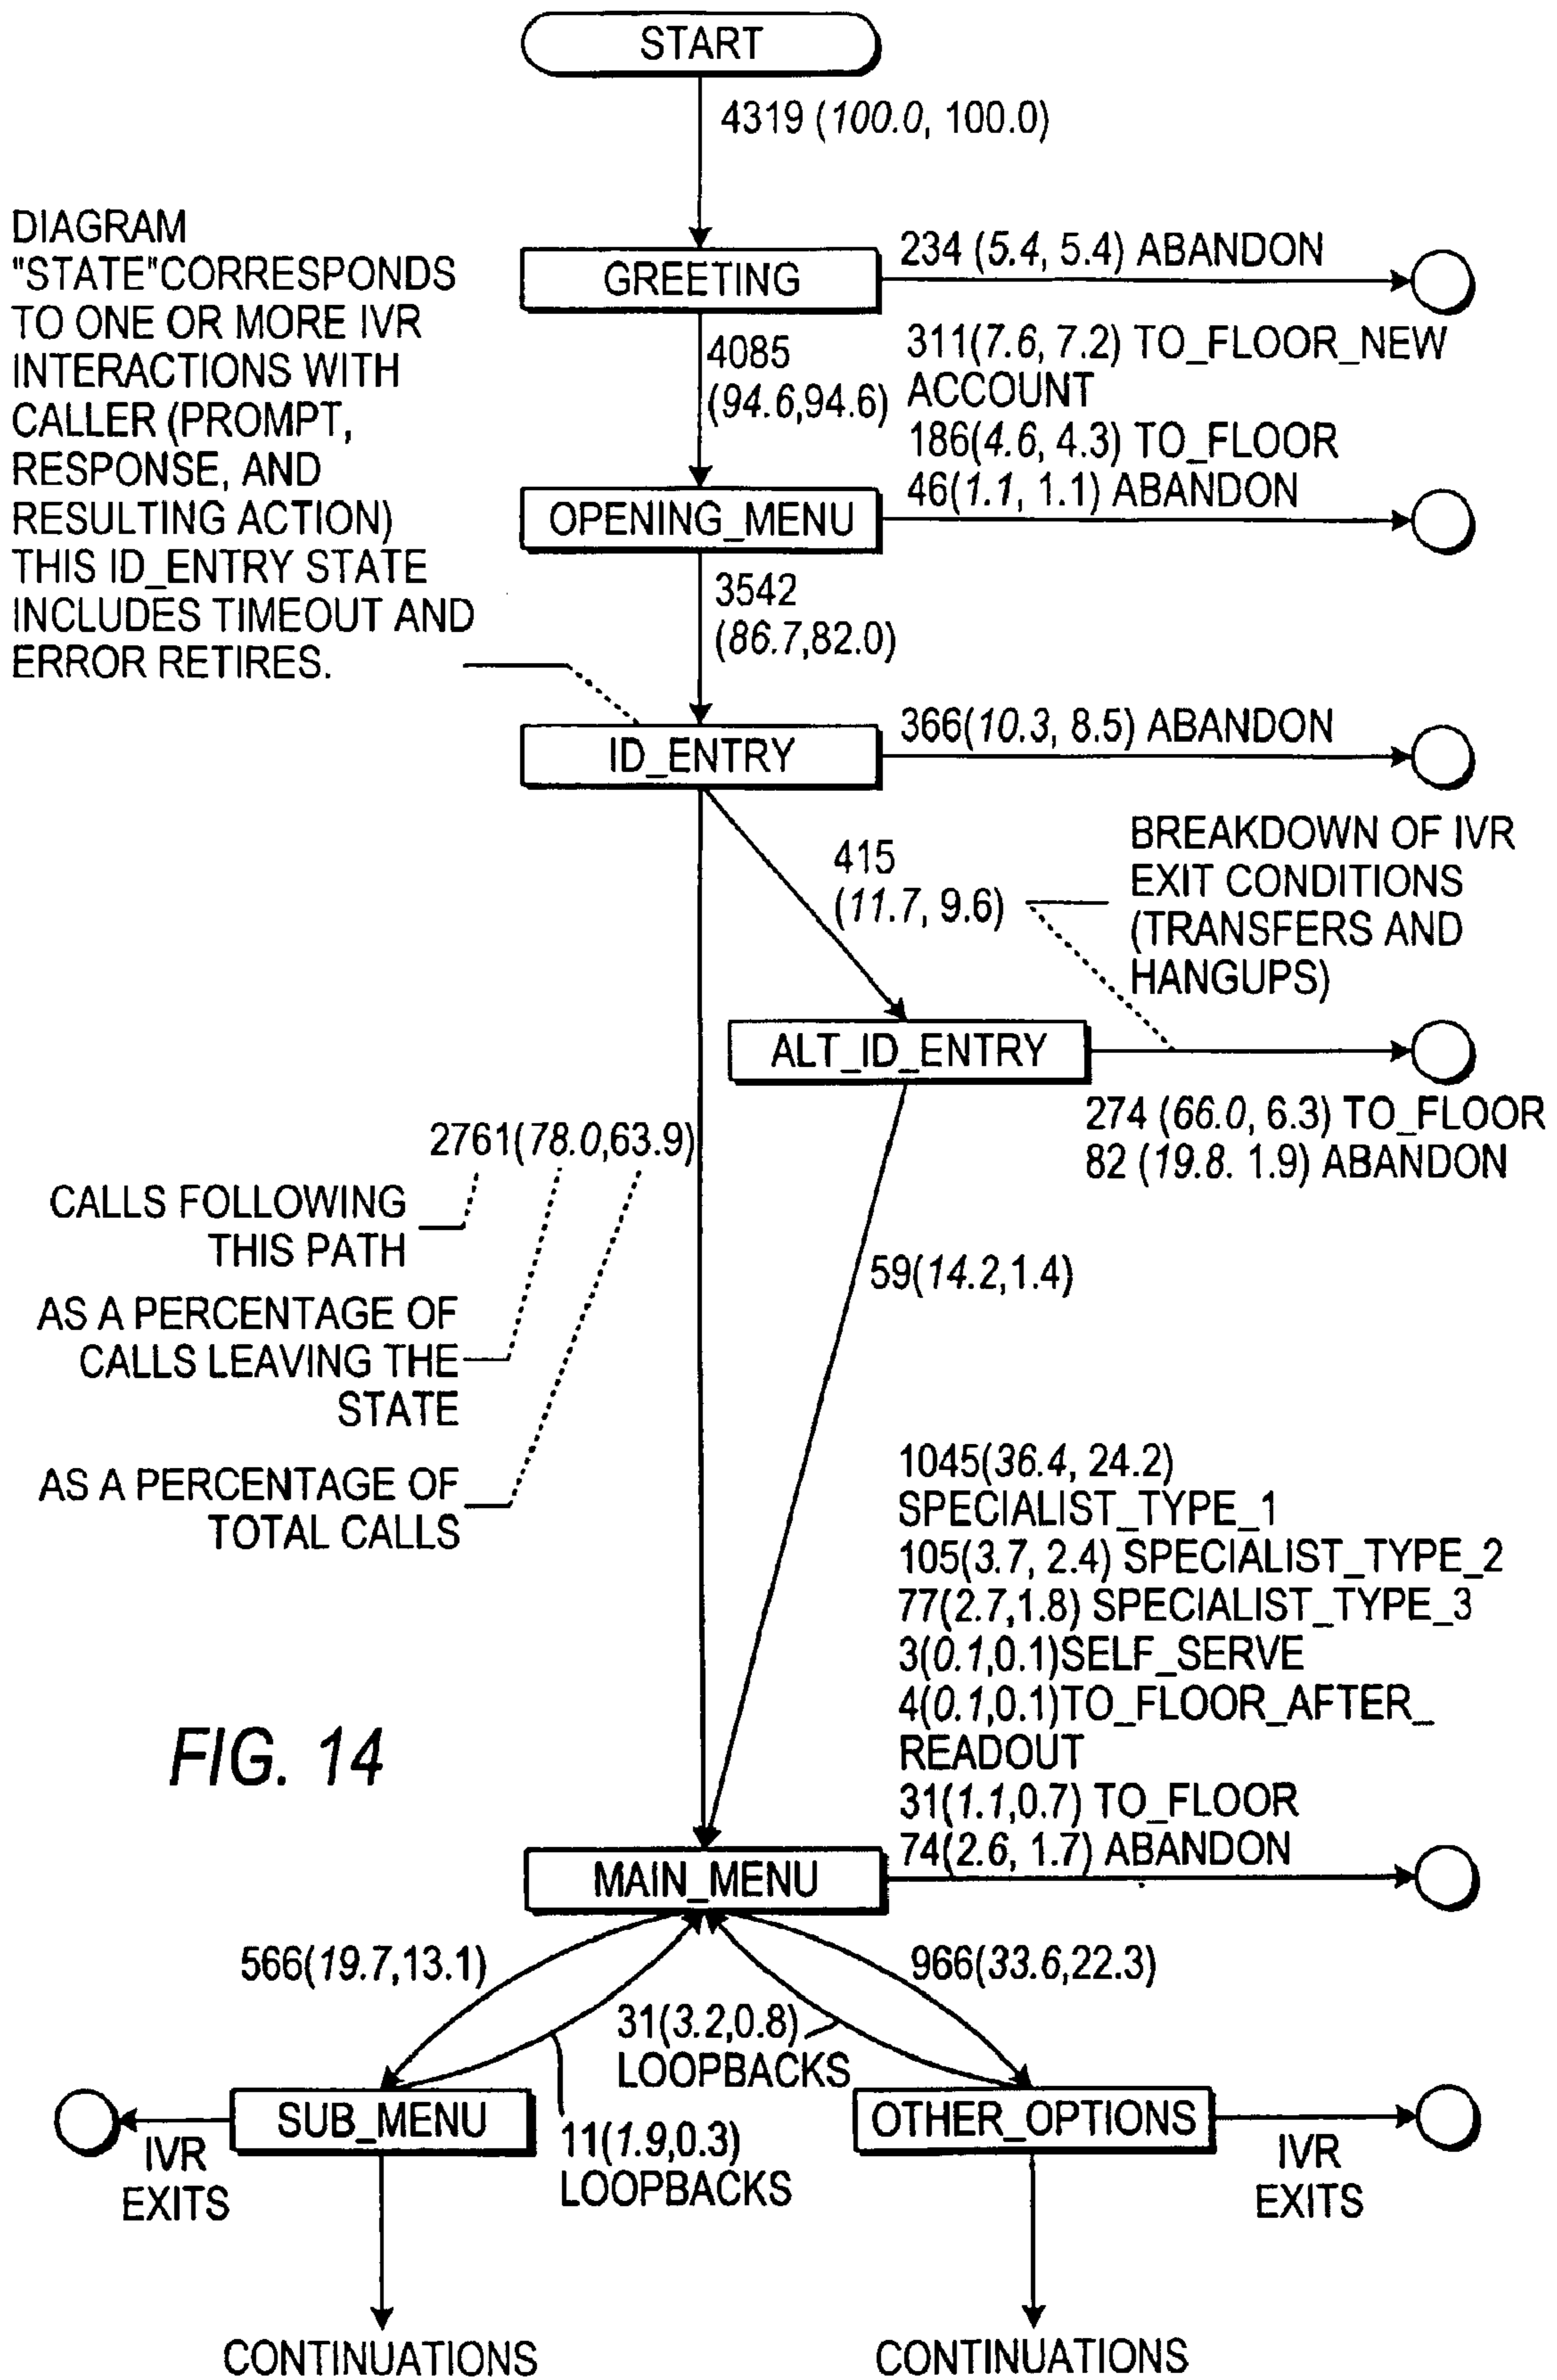 START
4319 (100.0, 100.0)
DIAGRAM
"STATE"CORRESPONDS
TO ONE OR MORE IVR
INTERACTIONS WITH
CALLER (PROMPT,
RESPONSE, AND
RESULTING ACTION)
THIS ID_ENTRY STATE
INCLUDES TIMEOUT AND
ERROR RETIRES.
GREETING
234 (5.4, 5.4) ABANDON
4085
(94.6,94.6)
311(7.6, 7.2) TO_FLOOR_NEW
ACCOUNT
186(4.6, 4.3) TO_FLOOR
46(1.1, 1.1) ABANDON
OPENING_MENU
3542
(86.7,82.0)
ID_ENTRY
366(10.3, 8.5) ABANDON
415
(11.7, 9.6)
BREAKDOWN OF IVR
EXIT CONDITIONS
(TRANSFERS AND
HANGUPS)
ALT_ID_ENTRY
274 (66.0, 6.3) TO_FLOOR
82 (19.8. 1.9) ABANDON
2761(78.0,63.9)
CALLS FOLLOWING
THIS PATH
AS A PERCENTAGE OF
CALLS LEAVING THE
STATE
AS A PERCENTAGE OF
TOTAL CALLS
59(14.2,1.4)
1045(36.4, 24.2)
SPECIALIST_TYPE_1
105(3.7, 2.4) SPECIALIST_TYPE_2
77(2.7,1.8) SPECIALIST_TYPE_3
3(0.1,0.1)SELF_SERVE
4(0.1,0.1)TO_FLOOR_AFTER_
READOUT
31(1.1,0.7) TO_FLOOR
74(2.6, 1.7) ABANDON
FIG. 14
MAIN_MENU
566(19.7,13.1)
966(33.6,22.3)
31(3.2,0.8)
LOOPBACKS
SUB_MENU
OTHER_OPTIONS
11(1.9,0.3)
LOOPBACKS
IVR
EXITS
IVR
EXITS
CONTINUATIONS
CONTINUATIONS